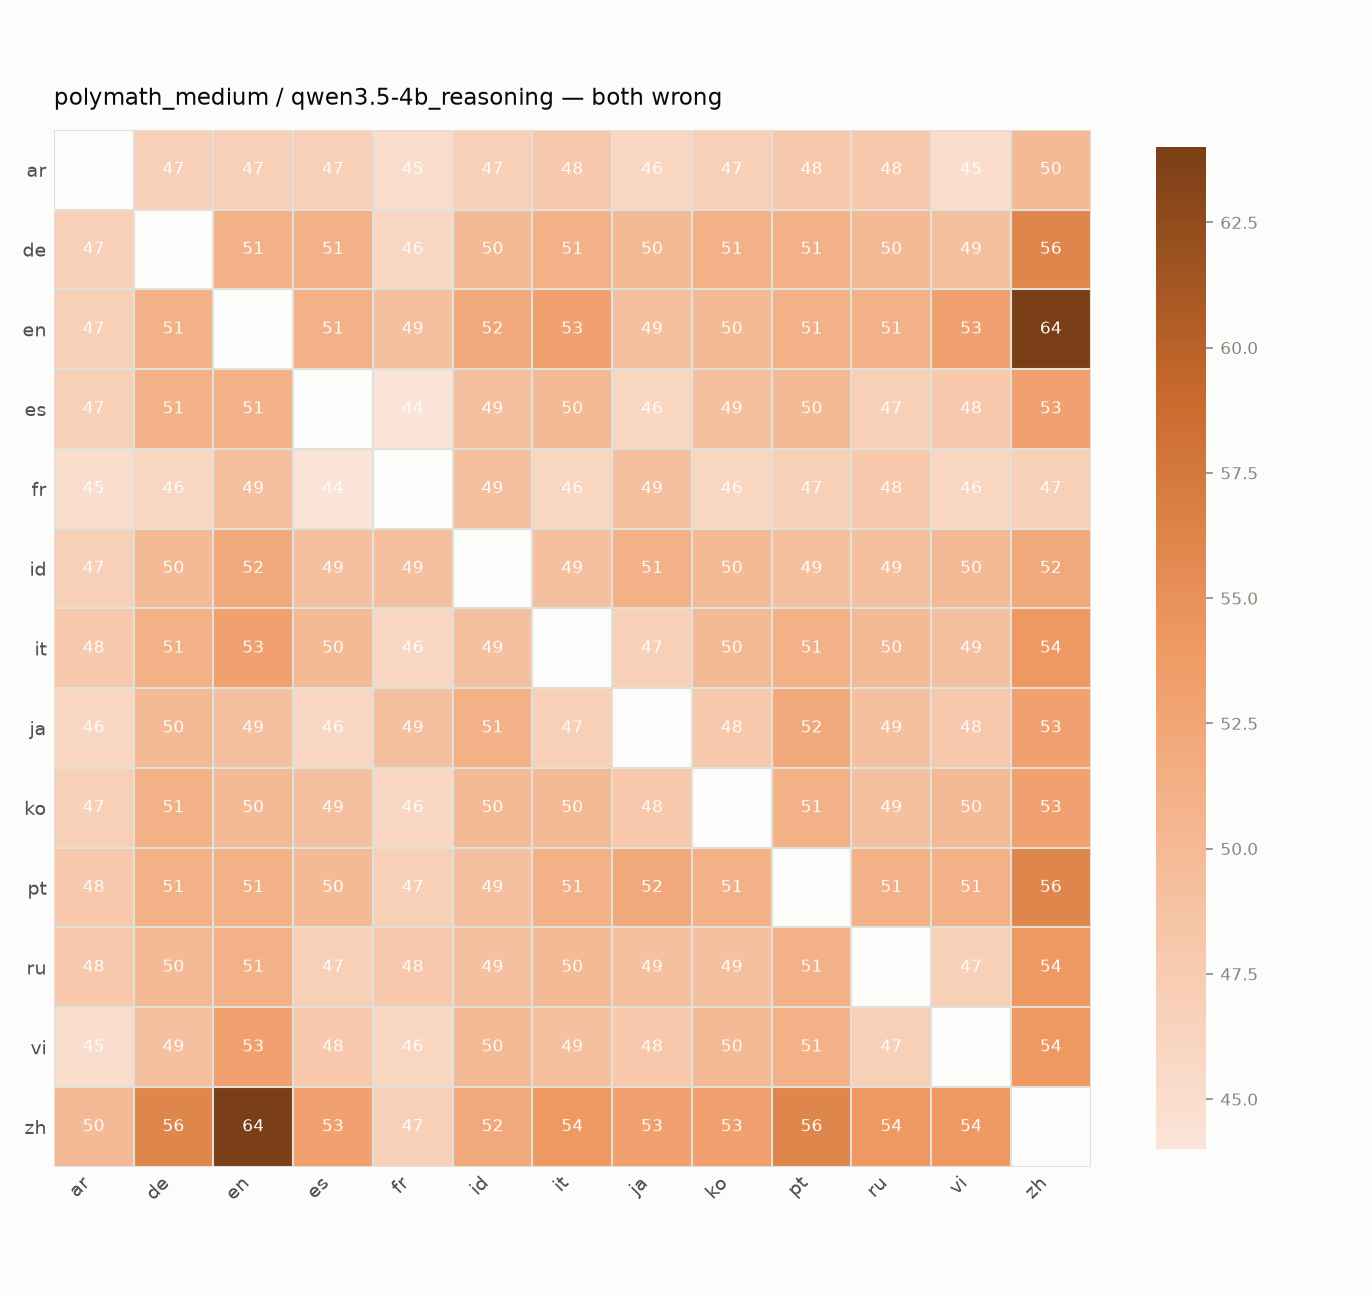 polymath_medium / qwen3.5-4b_reasoning — both wrong
ar 47 47 47 45 47 48 46 47 48 48 45 50
de 47 51 51 46 50 51 50 51 51 50 49 56
en 47 51 51 49 52 53 49 50 51 51 53 64
es 47 51 51 44 49 50 46 49 50 47 48 53
fr 45 46 49 44 49 46 49 46 47 48 46 47
id 47 50 52 49 49 49 51 50 49 49 50 52
it 48 51 53 50 46 49 47 50 51 50 49 54
ja 46 50 49 46 49 51 47 48 52 49 48 53
ko 47 51 50 49 46 50 50 48 51 49 50 53
pt 48 51 51 50 47 49 51 52 51 51 51 56
ru 48 50 51 47 48 49 50 49 49 51 47 54
vi 45 49 53 48 46 50 49 48 50 51 47 54
zh 50 56 64 53 47 52 54 53 53 56 54 54
ar de en es fr id it ja ko pt ru vi zh
62.5
60.0
57.5
55.0
52.5
50.0
47.5
45.0